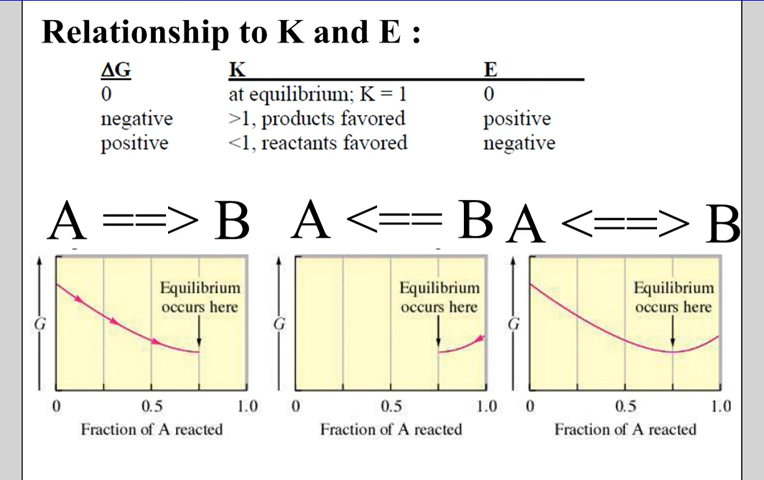 Relationship to K and E :
ΔG K E
0 at equilibrium; K = 1 0
negative >1, products favored positive
positive <1, reactants favored negative
A ==> B A <== B A <==> B
Equilibrium occurs here
G
0 0.5 1.0
Fraction of A reacted
Equilibrium occurs here
G
0 0.5 1.0
Fraction of A reacted
Equilibrium occurs here
G
0 0.5 1.0
Fraction of A reacted